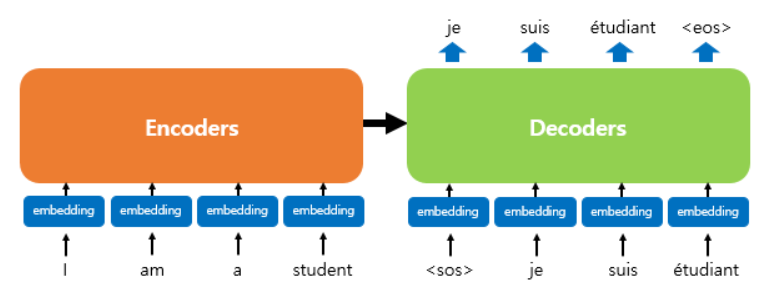 je suis étudiant <eos>
Encoders
Decoders
embedding embedding embedding embedding embedding embedding embedding embedding
I am a student <sos> je suis étudiant